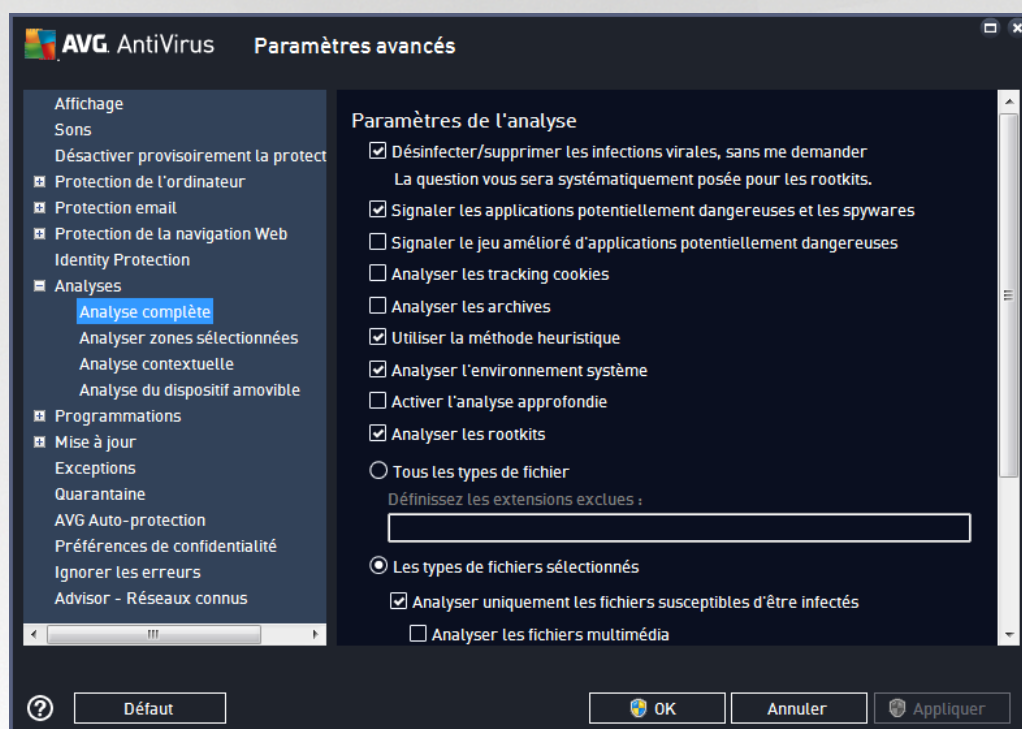 AVG. AntiVirus Paramètres avancés
Affichage
Sons
Désactiver provisoirement la protect
Protection de l'ordinateur
Protection email
Protection de la navigation Web
Identity Protection
Analyses
Analyse complète
Analyser zones sélectionnées
Analyse contextuelle
Analyse du dispositif amovible
Programmations
Mise à jour
Exceptions
Quarantaine
AVG Auto-protection
Préférences de confidentialité
Ignorer les erreurs
Advisor - Réseaux connus
Paramètres de l'analyse
Désinfecter/supprimer les infections virales, sans me demander
La question vous sera systématiquement posée pour les rootkits.
Signaler les applications potentiellement dangereuses et les spywares
Signaler le jeu amélioré d'applications potentiellement dangereuses
Analyser les tracking cookies
Analyser les archives
Utiliser la méthode heuristique
Analyser l'environnement système
Activer l'analyse approfondie
Analyser les rootkits
Tous les types de fichier
Définissez les extensions exclues :
Les types de fichiers sélectionnés
Analyser uniquement les fichiers susceptibles d'être infectés
Analyser les fichiers multimédia
? Défaut OK Annuler Appliquer